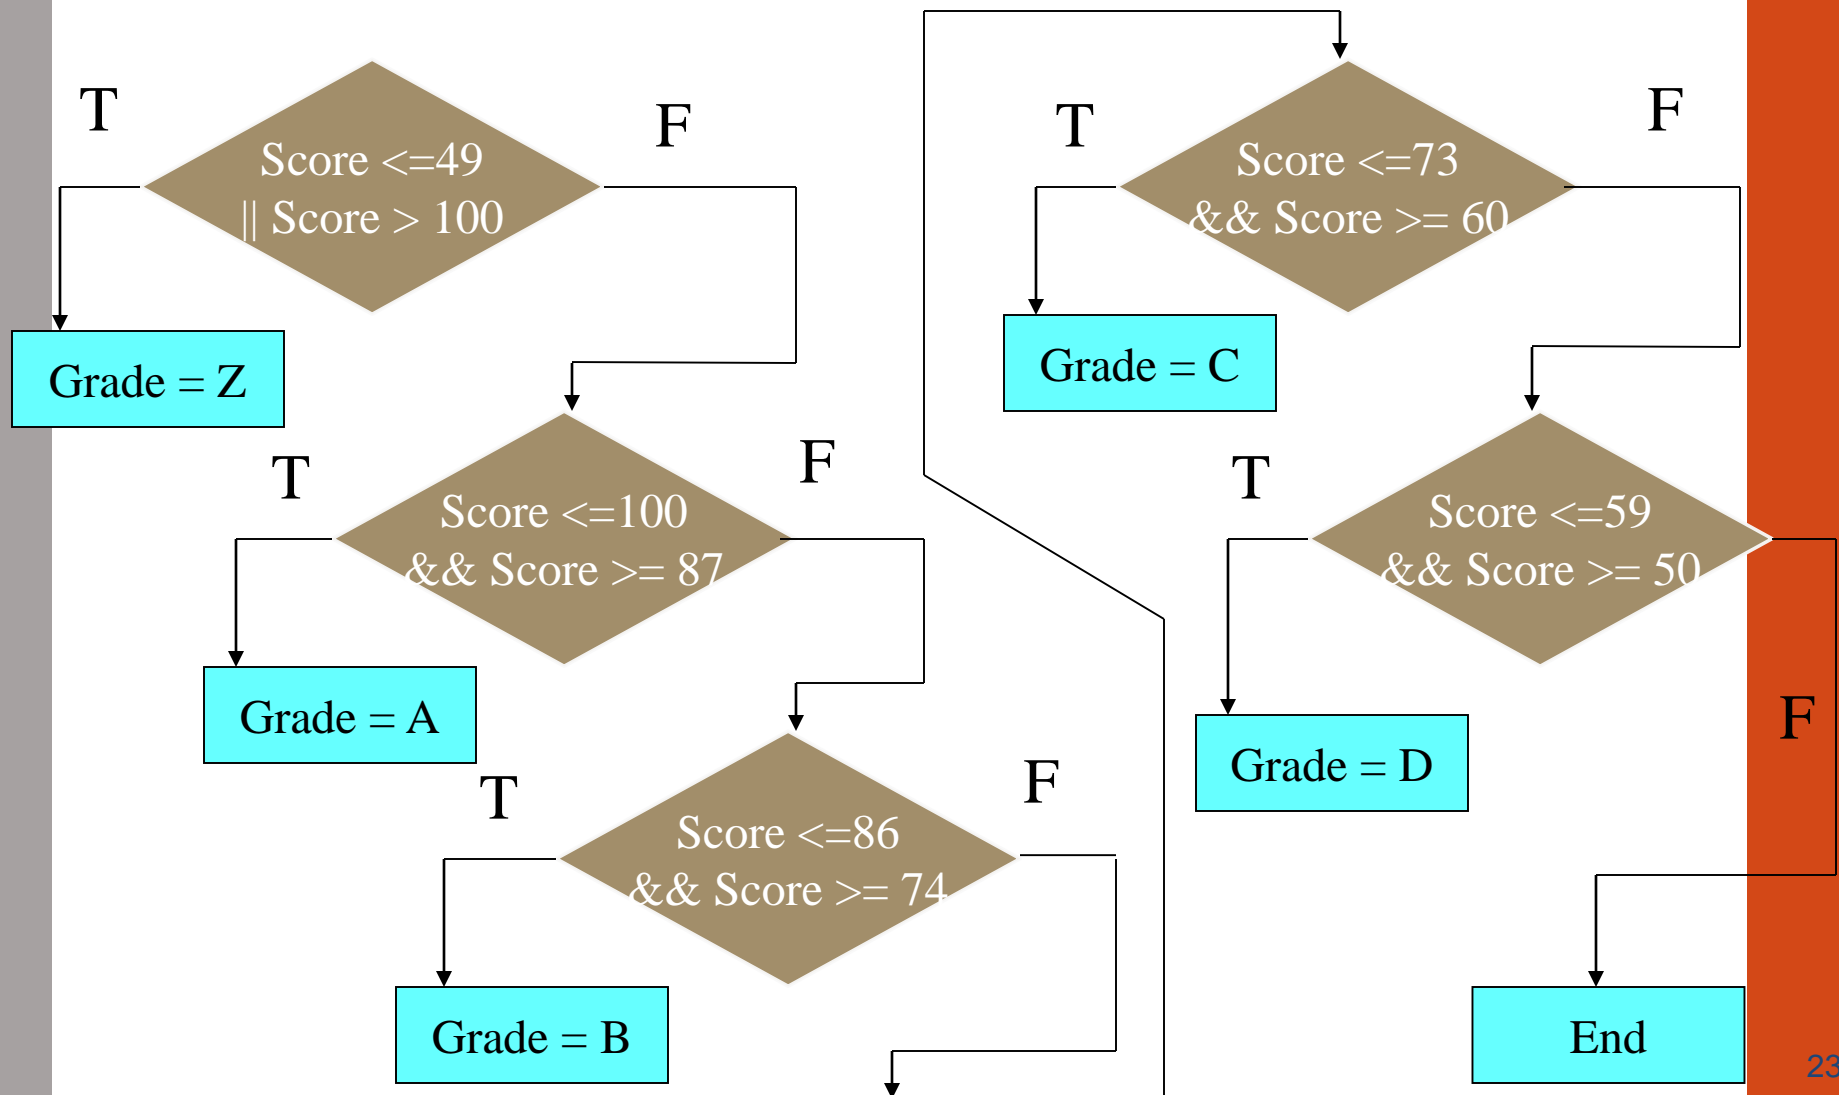 T
F
Score <=49
|| Score > 100
Grade = Z
T
F
Score <=100
&& Score >= 87
Grade = A
T
F
Score <=86
&& Score >= 74
Grade = B
T
F
Score <=73
&& Score >= 60
Grade = C
T
Score <=59
&& Score >= 50
F
Grade = D
End
23